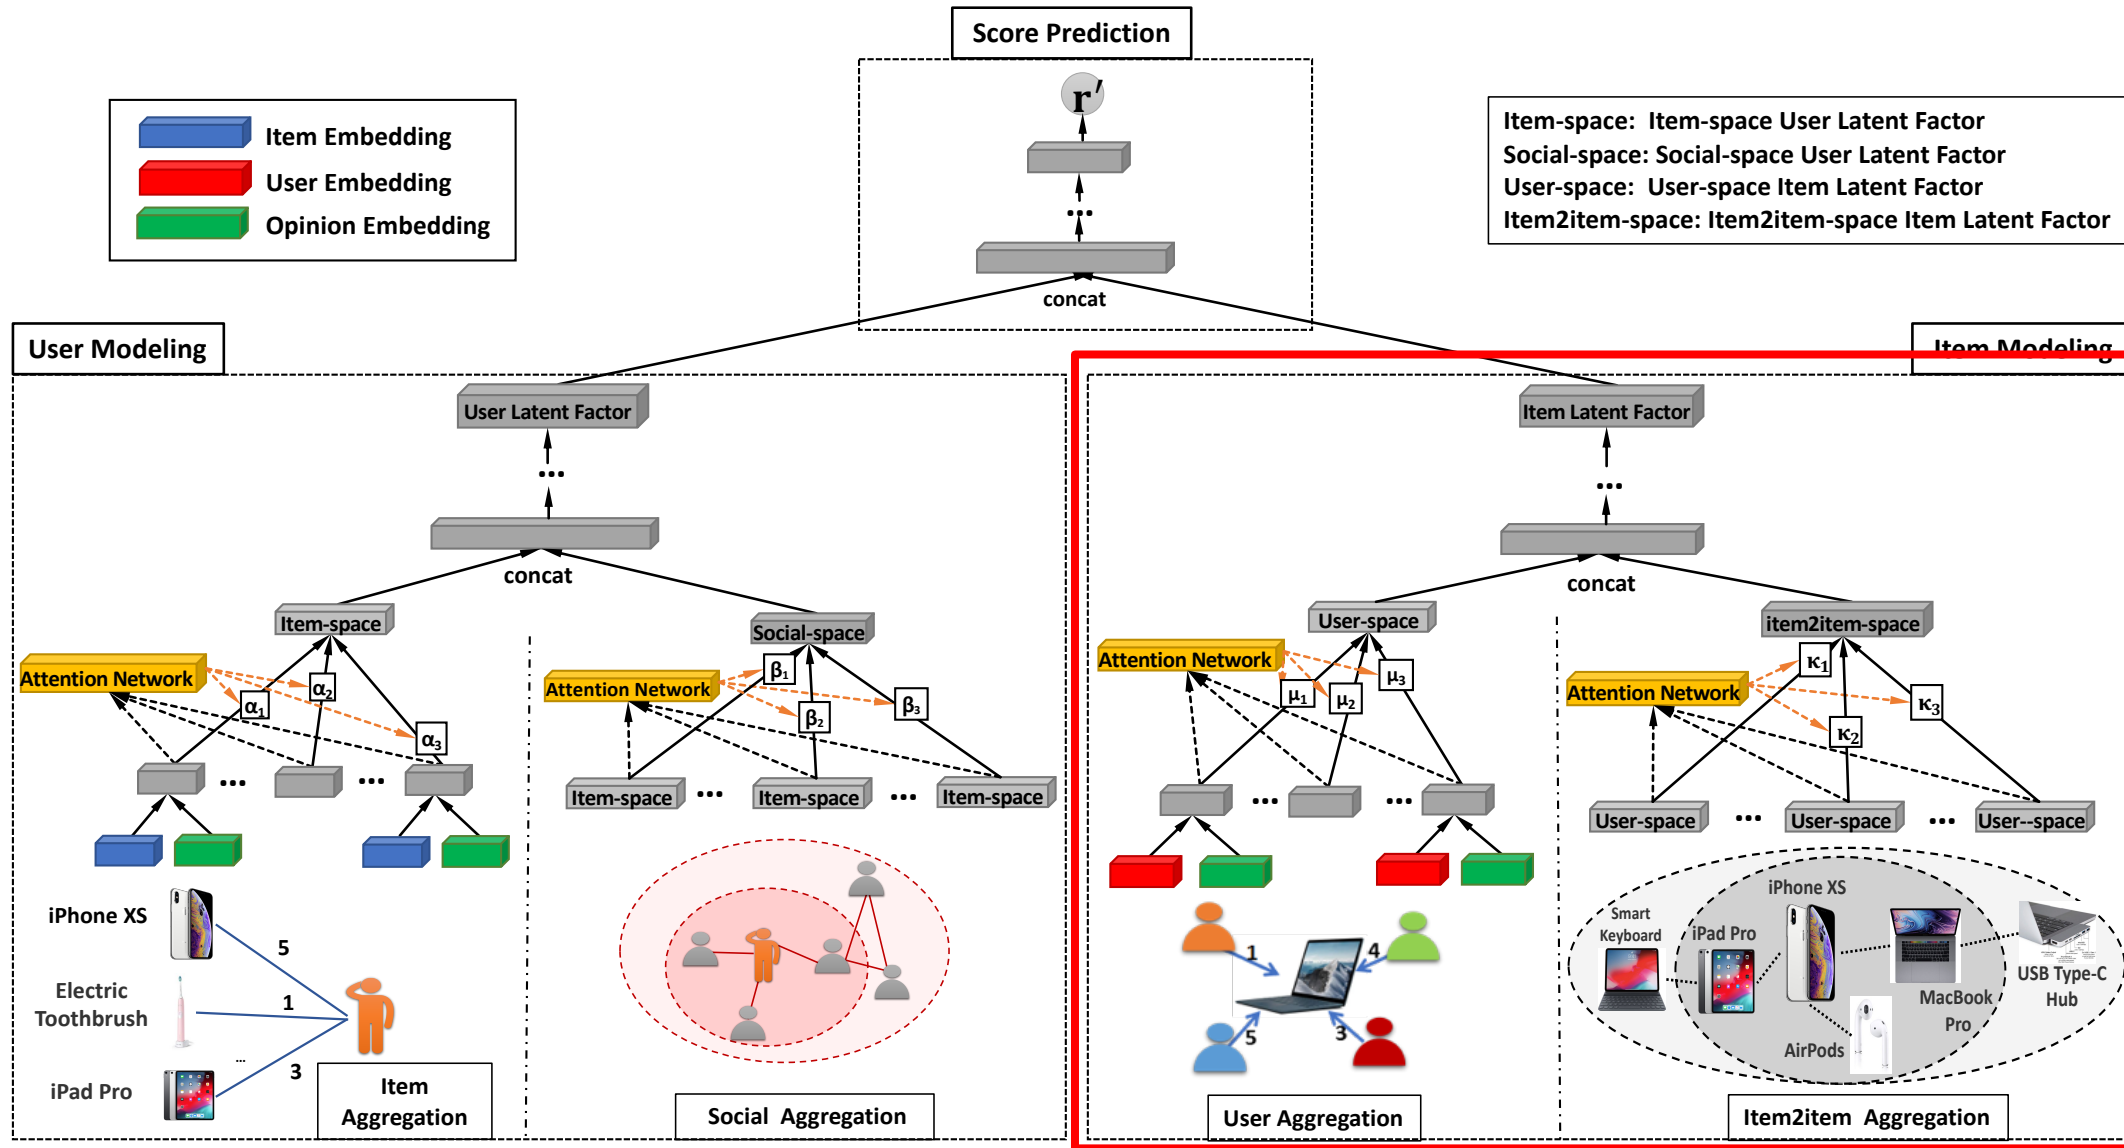 Score Prediction
r′
concat
Item Embedding
User Embedding
Opinion Embedding
Item-space: Item-space User Latent Factor
Social-space: Social-space User Latent Factor
User-space: User-space Item Latent Factor
Item2item-space: Item2item-space Item Latent Factor
User Modeling
User Latent Factor
...
concat
Item-space
Attention Network
α1
α2
α3
... ...
iPhone XS
5
Electric
Toothbrush
1
...
iPad Pro
3
Item
Aggregation
Social-space
Attention Network
β1
β2
β3
Item-space ... Item-space ... Item-space
Social Aggregation
Item Modeling
Item Latent Factor
...
concat
User-space
Attention Network
μ1
μ2
μ3
... ...
1
4
5
3
User Aggregation
item2item-space
Attention Network
κ1
κ2
κ3
User-space ... User-space ... User--space
iPhone XS
Smart
Keyboard
iPad Pro
MacBook
Pro
USB Type-C
Hub
AirPods
Item2item Aggregation